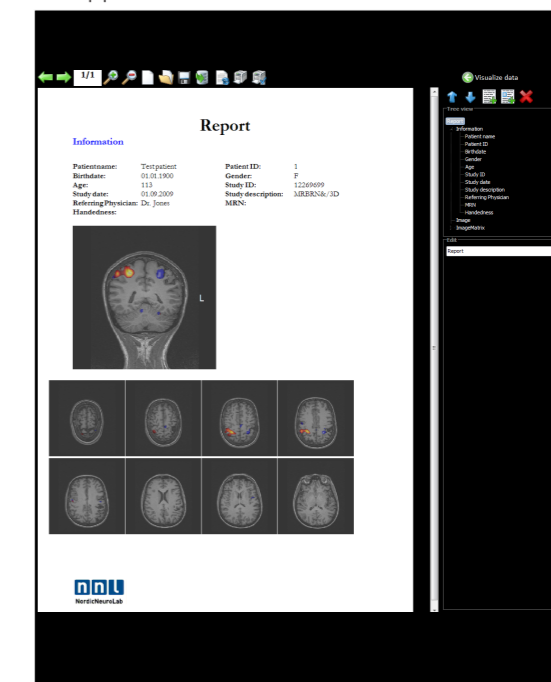 1/1
Visualize data
Report
Information
Patientname: Testpatient Patient ID: 1
Birthdate: 01.01.1900 Gender: F
Age: 113 Study ID: 12269699
Study date: 01.09.2009 Study description: MRBRN&/3D
Referring Physician: Dr. Jones MRN:
Handedness:
L
nnl
NordicNeuroLab
Tree view
Report
Information
Patient name
Patient ID
Birthdate
Gender
Age
Study ID
Study date
Study description
Referring Physician
MRN
Handedness
Image
ImageMatrix
Edit
Report